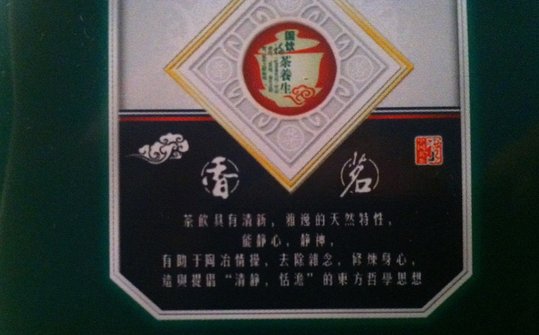 国饮
茶養生
香茗
茶飲具有清新，雅逸的天然特性，
能靜心，靜神，
有助于陶冶情操，去除雜念，修煉身心，
這與提倡“清靜，恬澹”的東方哲學思想